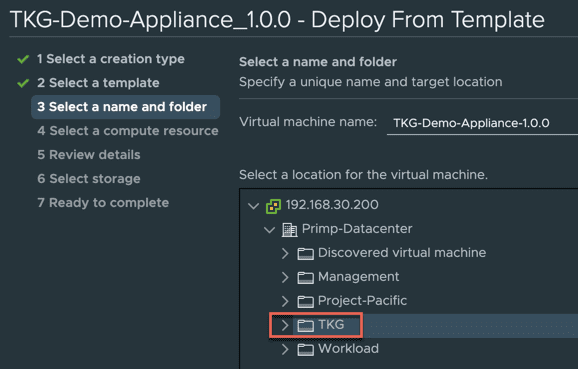 TKG-Demo-Appliance_1.0.0 - Deploy From Template
1 Select a creation type
2 Select a template
3 Select a name and folder
4 Select a compute resource
5 Review details
6 Select storage
7 Ready to complete
Select a name and folder
Specify a unique name and target location
Virtual machine name: TKG-Demo-Appliance-1.0.0
Select a location for the virtual machine.
192.168.30.200
Primp-Datacenter
Discovered virtual machine
Management
Project-Pacific
TKG
Workload